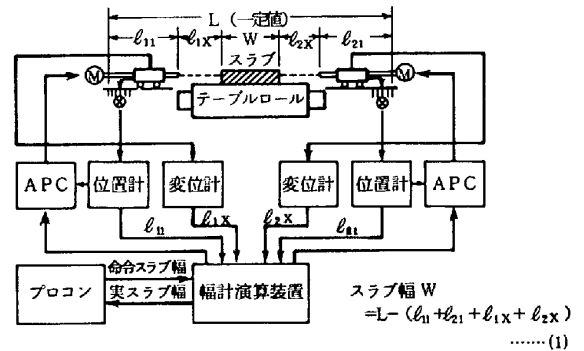 L (一定値)
ℓ11 ℓ1X W ℓ2X ℓ21
スラブ
M M
テーブルロール
APC 位置計 変位計 変位計 位置計 APC
ℓ11 ℓ1X ℓ2X ℓ21
命令スラブ幅
プロコン 幅計演算装置
実スラブ幅
スラブ幅 W
=L-(ℓ11+ℓ21+ℓ1X+ℓ2X)
……(1)